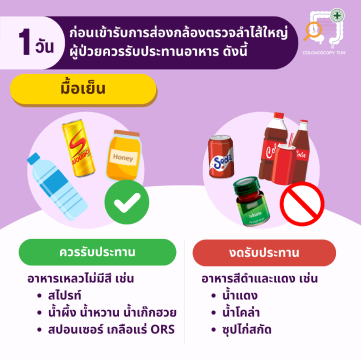 1 วัน
ก่อนเข้ารับการส่องกล้องตรวจลำไส้ใหญ่
ผู้ป่วยควรรับประทานอาหาร ดังนี้
COLONOSCOPY TUH
มื้อเย็น
Honey
Soda
ควรรับประทาน
อาหารเหลวไม่มีสี เช่น
สไปรท์
น้ำผึ้ง น้ำหวาน น้ำเก๊กฮวย
สปอนเซอร์ เกลือแร่ ORS
งดรับประทาน
อาหารสีดำและแดง เช่น
น้ำแดง
น้ำโคล่า
ซุปไก่สกัด